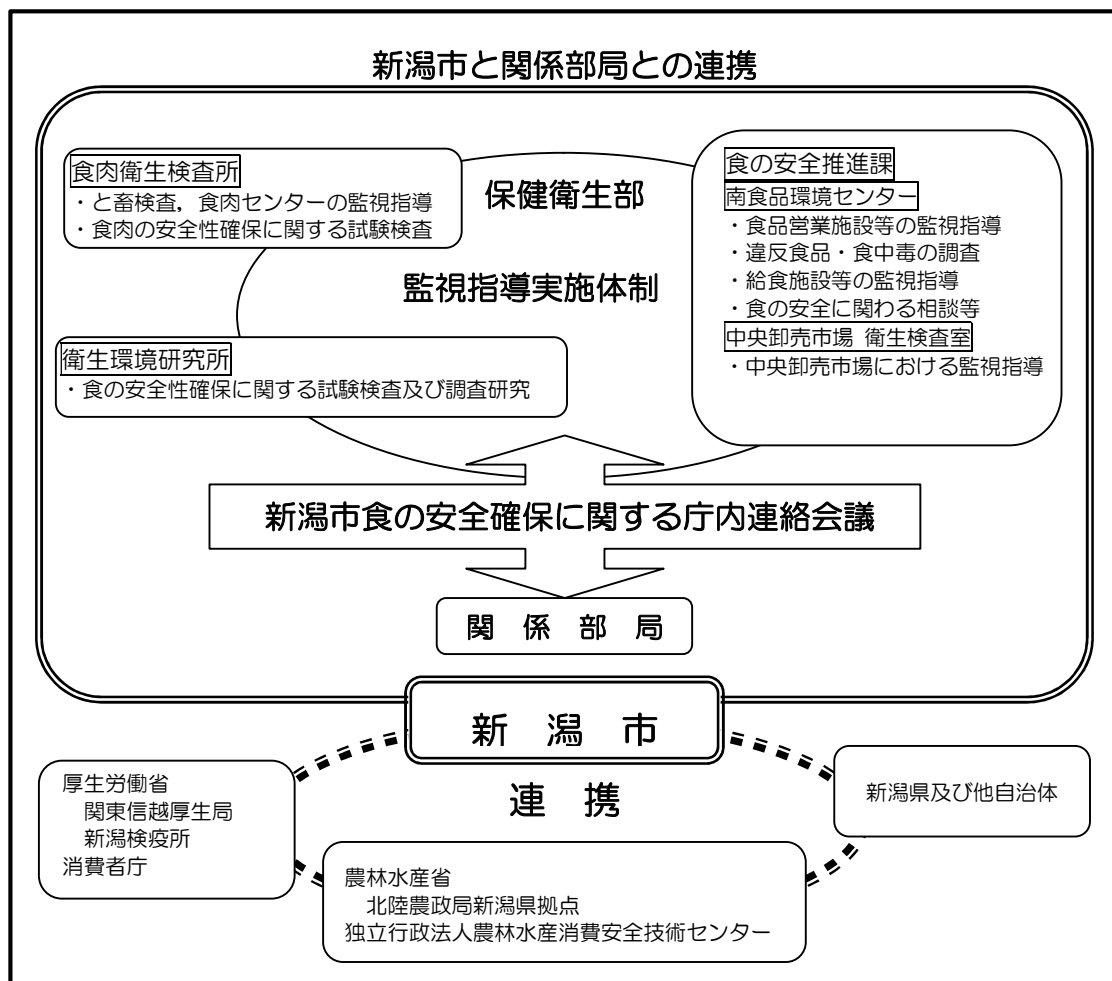 新潟市と関係部局との連携
食肉衛生検査所
・と畜検査，食肉センターの監視指導
・食肉の安全性確保に関する試験検査
保健衛生部
監視指導実施体制
食の安全推進課
南食品環境センター
・食品営業施設等の監視指導
・違反食品・食中毒の調査
・給食施設等の監視指導
・食の安全に関わる相談等
中央卸売市場 衛生検査室
・中央卸売市場における監視指導
衛生環境研究所
・食の安全性確保に関する試験検査及び調査研究
新潟市食の安全確保に関する庁内連絡会議
関 係 部 局
新 潟 市
連 携
厚生労働省
関東信越厚生局
新潟検疫所
消費者庁
農林水産省
北陸農政局新潟県拠点
独立行政法人農林水産消費安全技術センター
新潟県及び他自治体